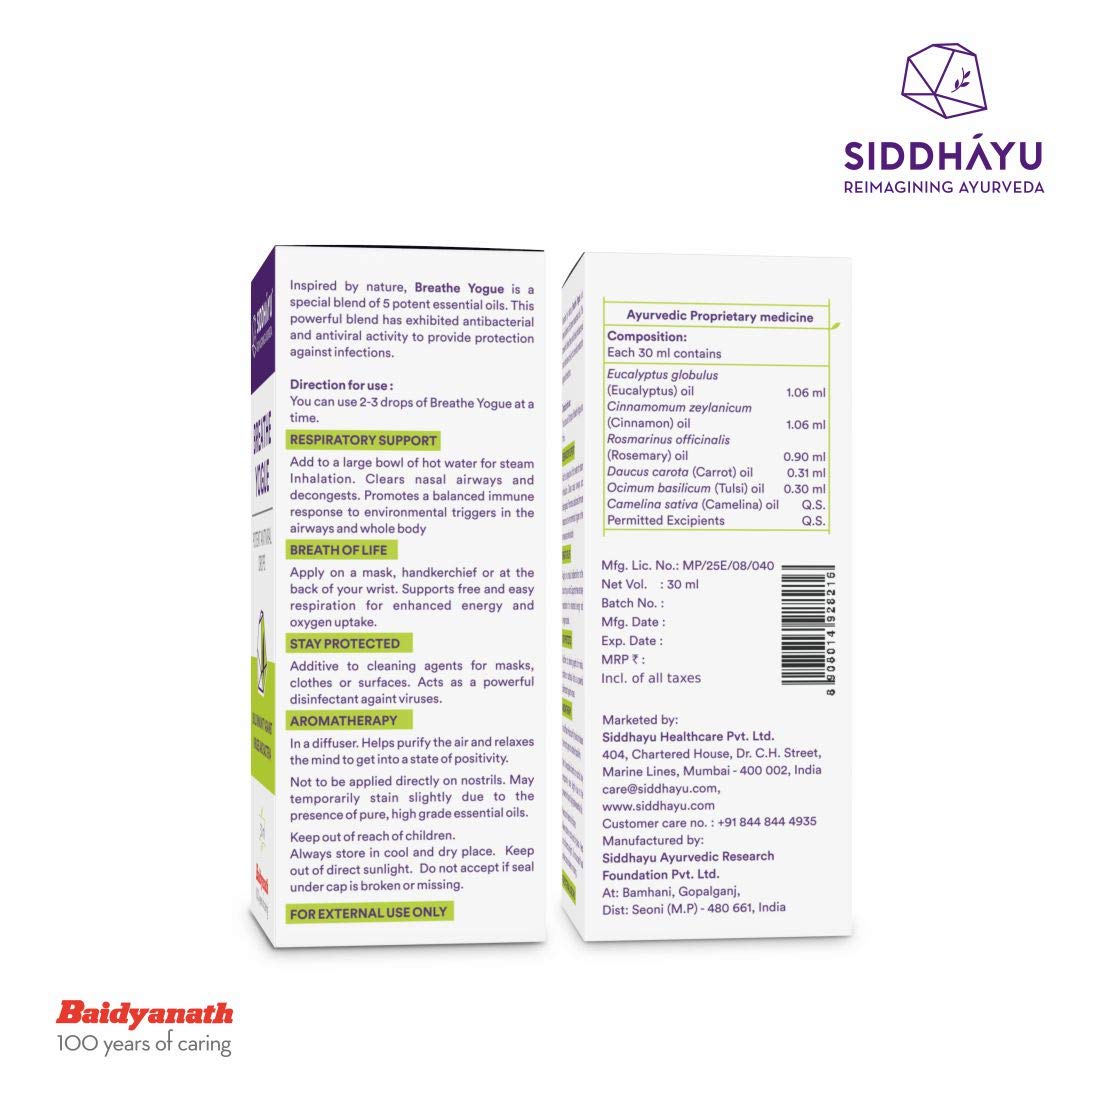 SIDDHÁYU
REIMAGINING AYURVEDA
BREATHE
YOGUE
Inspired by nature, Breathe Yogue is a
special blend of 5 potent essential oils. This
powerful blend has exhibited antibacterial
and antiviral activity to provide protection
against infections.
Direction for use :
You can use 2-3 drops of Breathe Yogue at a
time.
RESPIRATORY SUPPORT
Add to a large bowl of hot water for steam
Inhalation. Clears nasal airways and
decongests. Promotes a balanced immune
response to environmental triggers in the
airways and whole body
BREATH OF LIFE
Apply on a mask, handkerchief or at the
back of your wrist. Supports free and easy
respiration for enhanced energy and
oxygen uptake.
STAY PROTECTED
Additive to cleaning agents for masks,
clothes or surfaces. Acts as a powerful
disinfectant againt viruses.
AROMATHERAPY
In a diffuser. Helps purify the air and relaxes
the mind to get into a state of positivity.
Not to be applied directly on nostrils. May
temporarily stain slightly due to the
presence of pure, high grade essential oils.
Keep out of reach of children.
Always store in cool and dry place. Keep
out of direct sunlight. Do not accept if seal
under cap is broken or missing.
FOR EXTERNAL USE ONLY
Baidyanath
Ayurvedic Proprietary medicine
Composition:
Each 30 ml contains
Eucalyptus globulus
(Eucalyptus) oil 1.06 ml
Cinnamomum zeylanicum
(Cinnamon) oil 1.06 ml
Rosmarinus officinalis
(Rosemary) oil 0.90 ml
Daucus carota (Carrot) oil 0.31 ml
Ocimum basilicum (Tulsi) oil 0.30 ml
Camelina sativa (Camelina) oil Q.S.
Permitted Excipients Q.S.
Mfg. Lic. No.: MP/25E/08/040
Net Vol. : 30 ml
Batch No. :
Mfg. Date :
Exp. Date :
MRP ₹ :
Incl. of all taxes
8 908014 928216
Marketed by:
Siddhayu Healthcare Pvt. Ltd.
404, Chartered House, Dr. C.H. Street,
Marine Lines, Mumbai - 400 002, India
care@siddhayu.com,
www.siddhayu.com
Customer care no. : +91 844 844 4935
Manufactured by:
Siddhayu Ayurvedic Research
Foundation Pvt. Ltd.
At: Bamhani, Gopalganj,
Dist: Seoni (M.P) - 480 661, India
Baidyanath
100 years of caring